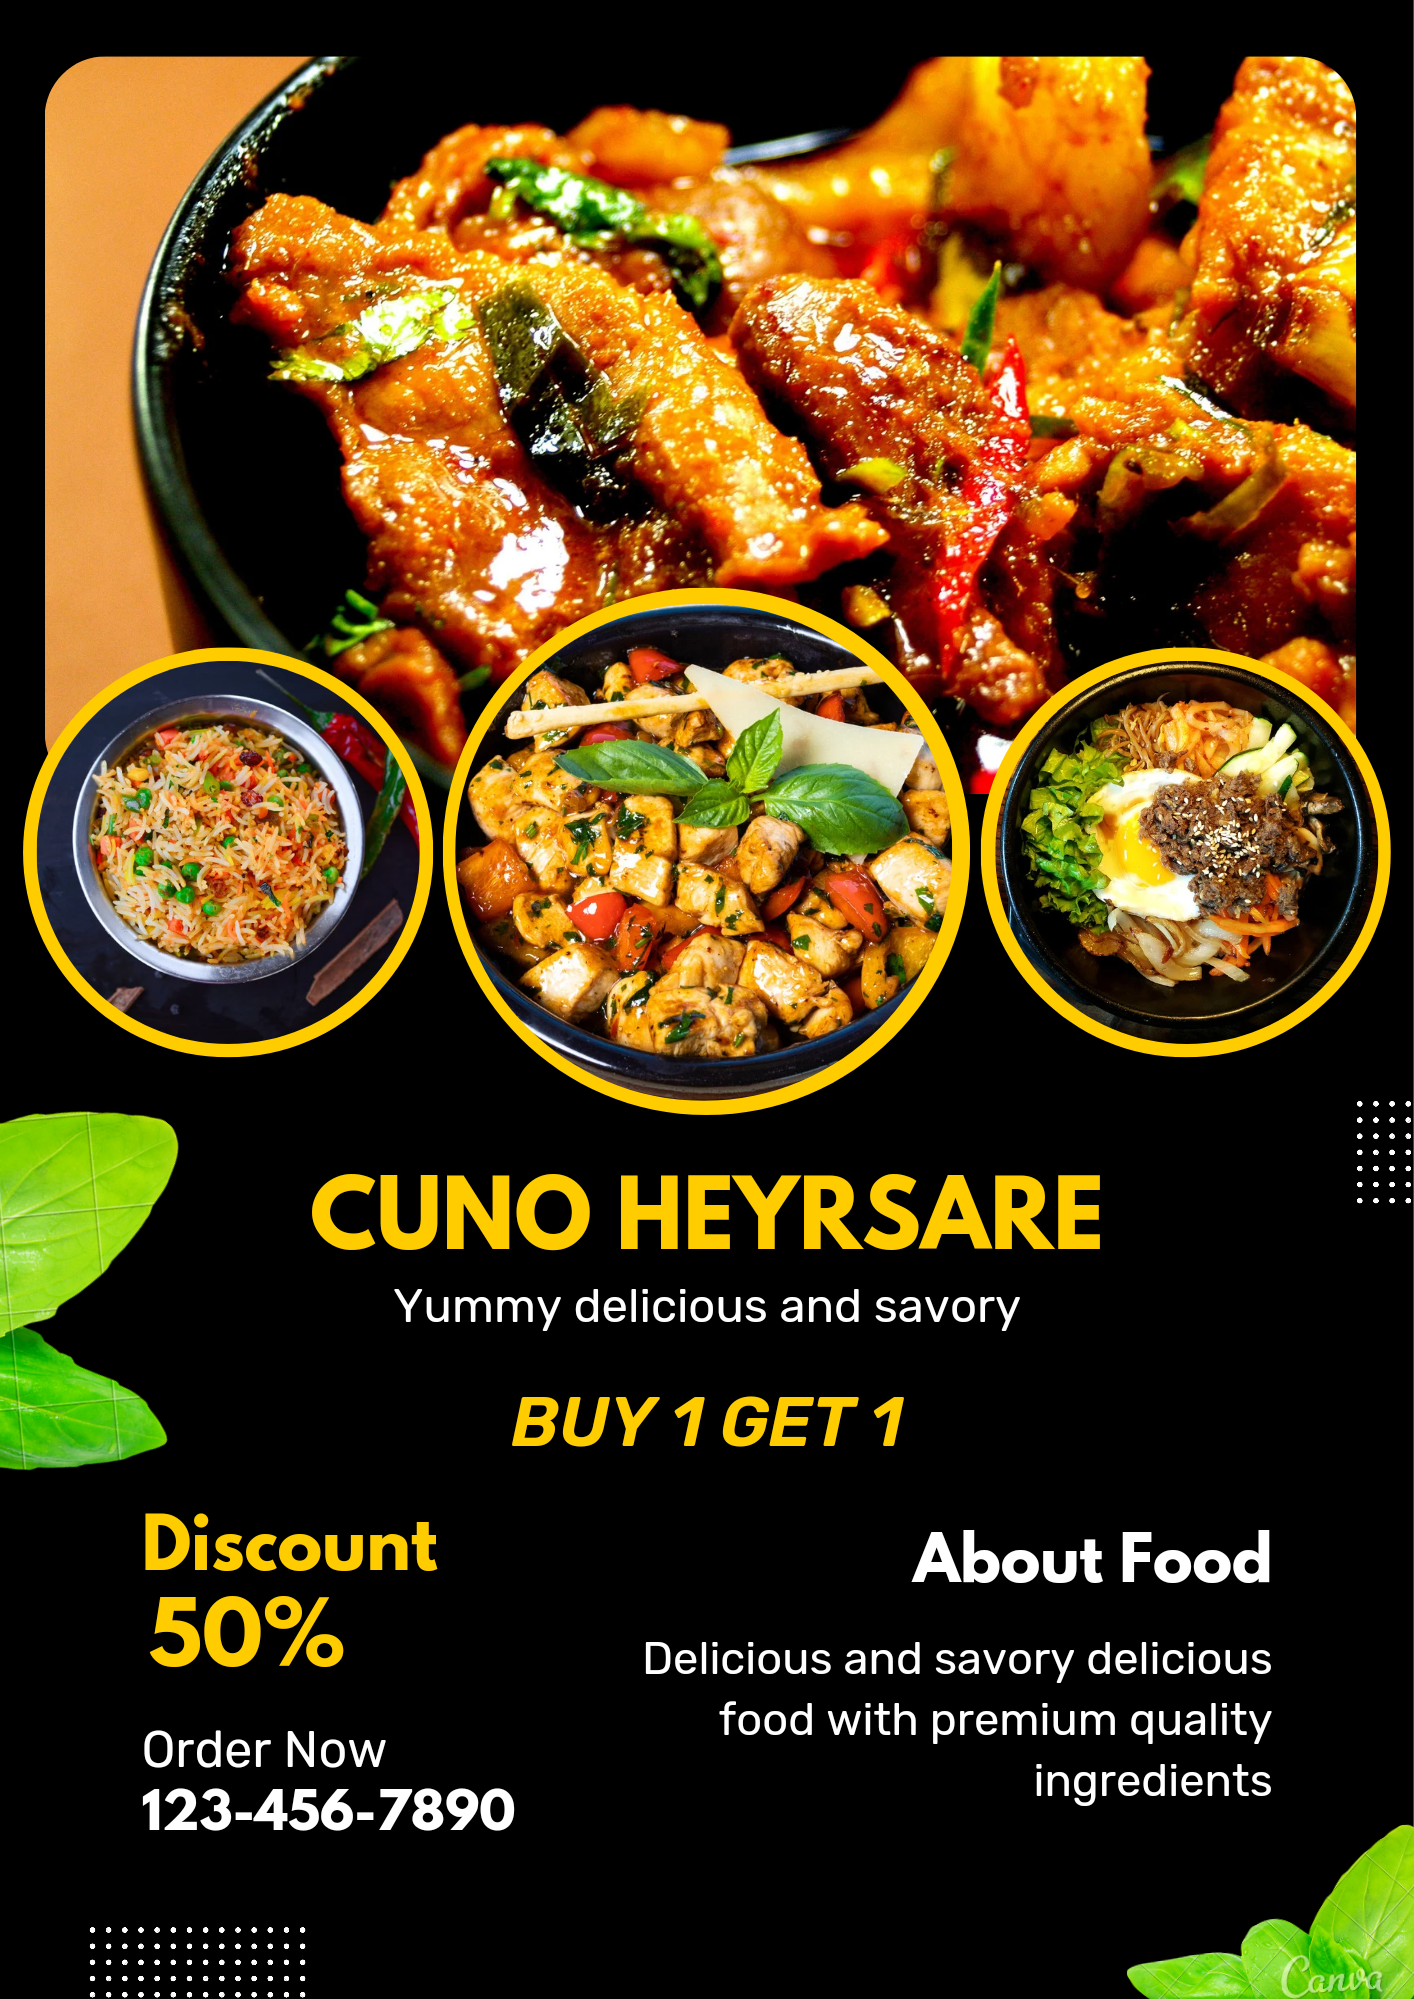 CUNO HEYRSARE
Yummy delicious and savory
BUY 1 GET 1
Discount
50%
Order Now
123-456-7890
About Food
Delicious and savory delicious
food with premium quality
ingredients
Canva